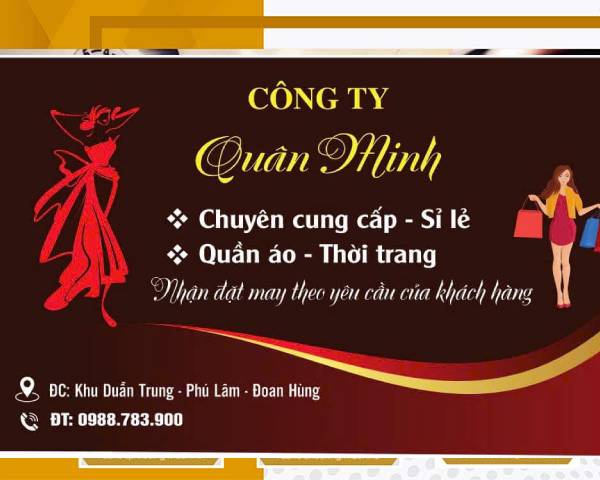 CÔNG TY
Quân Minh
❖ Chuyên cung cấp - Sỉ lẻ
❖ Quần áo - Thời trang
Nhận đặt may theo yêu cầu của khách hàng
ĐC: Khu Duẩn Trung - Phú Lâm - Đoan Hùng
ĐT: 0988.783.900